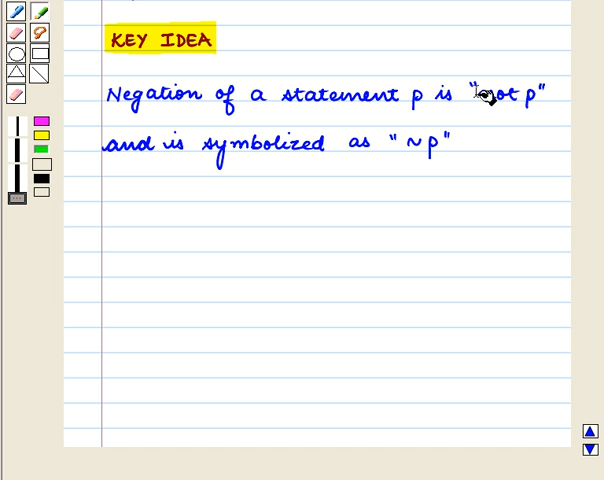 KEY IDEA
Negation of a statement p is "not p"
and is symbolized as "~p"